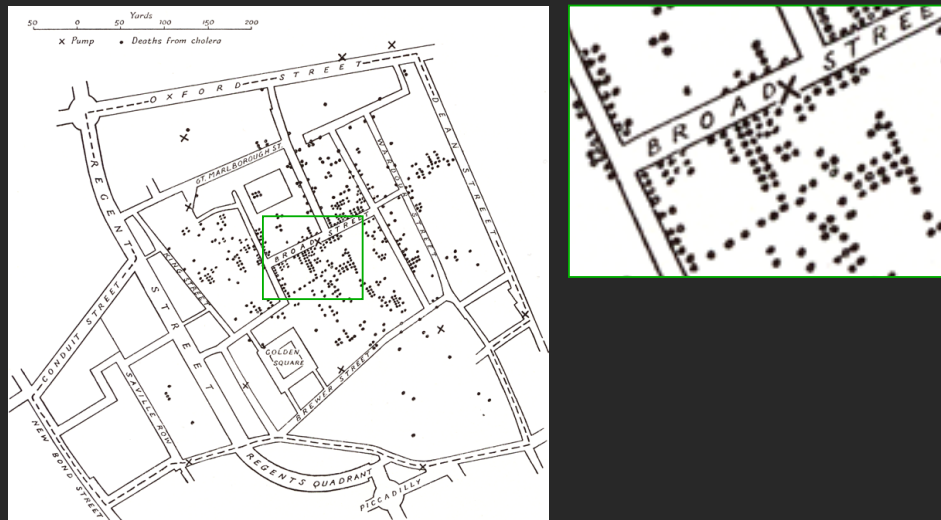 Yards
50 0 50 100 150 200
× Pump • Deaths from cholera
OXFORD STREET
DEAN STREET
REGENT STREET
GT. MARLBOROUGH ST
WARDOUR STREET
BROAD STREET
KING STREET
CONDUIT STREET
GOLDEN
SQUARE
BREWER STREET
SAVILLE ROW
NEW BOND STREET
REGENTS QUADRANT
PICCADILLY
BROAD STREE